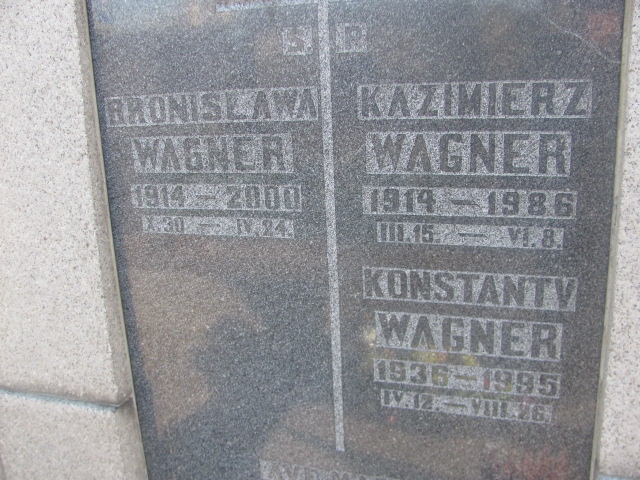 S P
BRONISŁAWA
WAGNER
1914 — 2000
X.30 — IV.24.
KAZIMIERZ
WAGNER
1914 — 1986
III.15. — VI.8.
KONSTANTY
WAGNER
1936 — 1995
IV.12. — VIII.26.